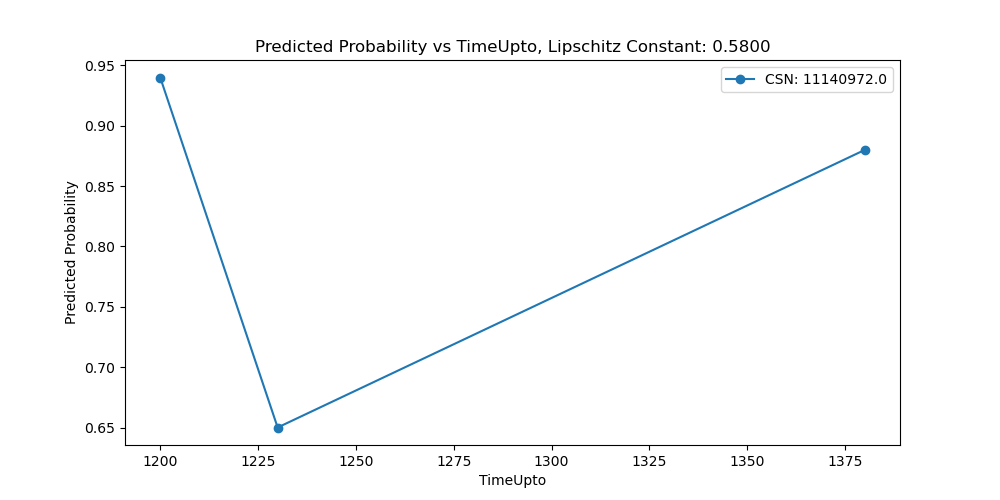 Predicted Probability vs TimeUpto, Lipschitz Constant: 0.5800
CSN: 11140972.0
Predicted Probability
0.95
0.90
0.85
0.80
0.75
0.70
0.65
1200 1225 1250 1275 1300 1325 1350 1375
TimeUpto